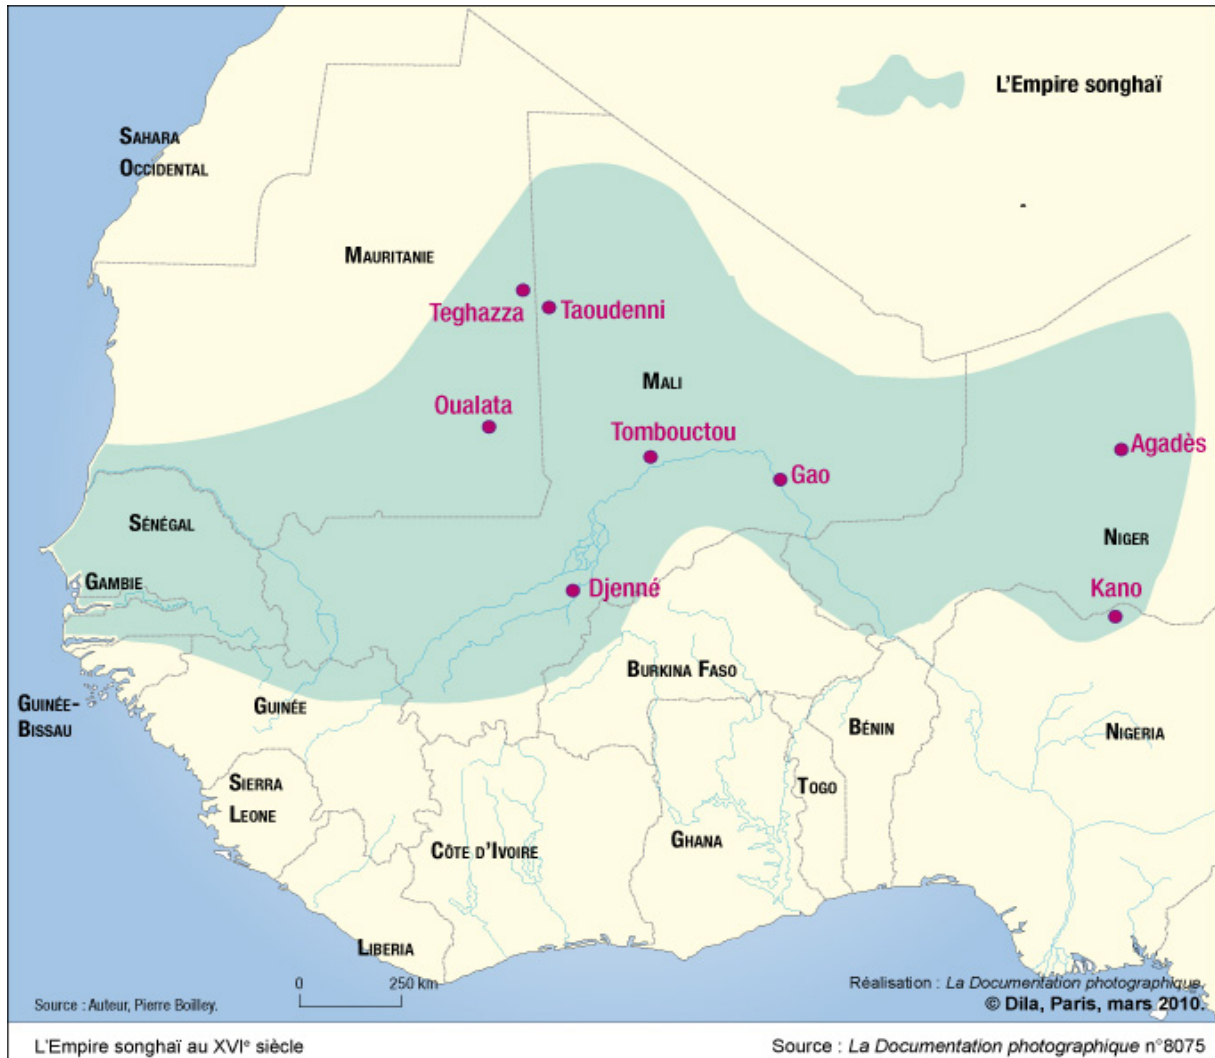 L'Empire songhaï
SAHARA
OCCIDENTAL
MAURITANIE
Teghazza
Taoudenni
MALI
Oualata
Tombouctou
Gao
Agadès
SÉNÉGAL
NIGER
GAMBIE
Djenné
Kano
BURKINA FASO
GUINÉE-
BISSAU
GUINÉE
BÉNIN
NIGERIA
SIERRA
LEONE
TOGO
CÔTE D'IVOIRE
GHANA
LIBERIA
0 250 km
Source : Auteur, Pierre Boilley.
Réalisation : La Documentation photographique.
© Dila, Paris, mars 2010.
L'Empire songhaï au XVIe siècle
Source : La Documentation photographique n°8075